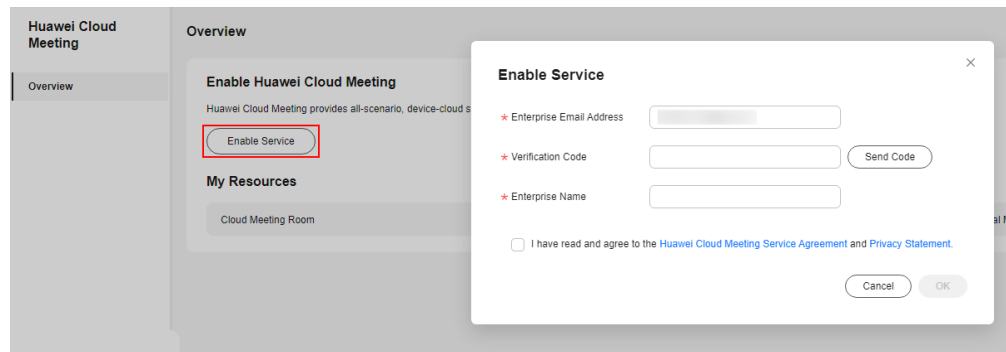 Huawei Cloud
Meeting
Overview
Overview
Enable Huawei Cloud Meeting
Huawei Cloud Meeting provides all-scenario, device-cloud s
Enable Service
My Resources
Cloud Meeting Room
Enable Service
* Enterprise Email Address
* Verification Code
Send Code
* Enterprise Name
I have read and agree to the Huawei Cloud Meeting Service Agreement and Privacy Statement.
Cancel
OK